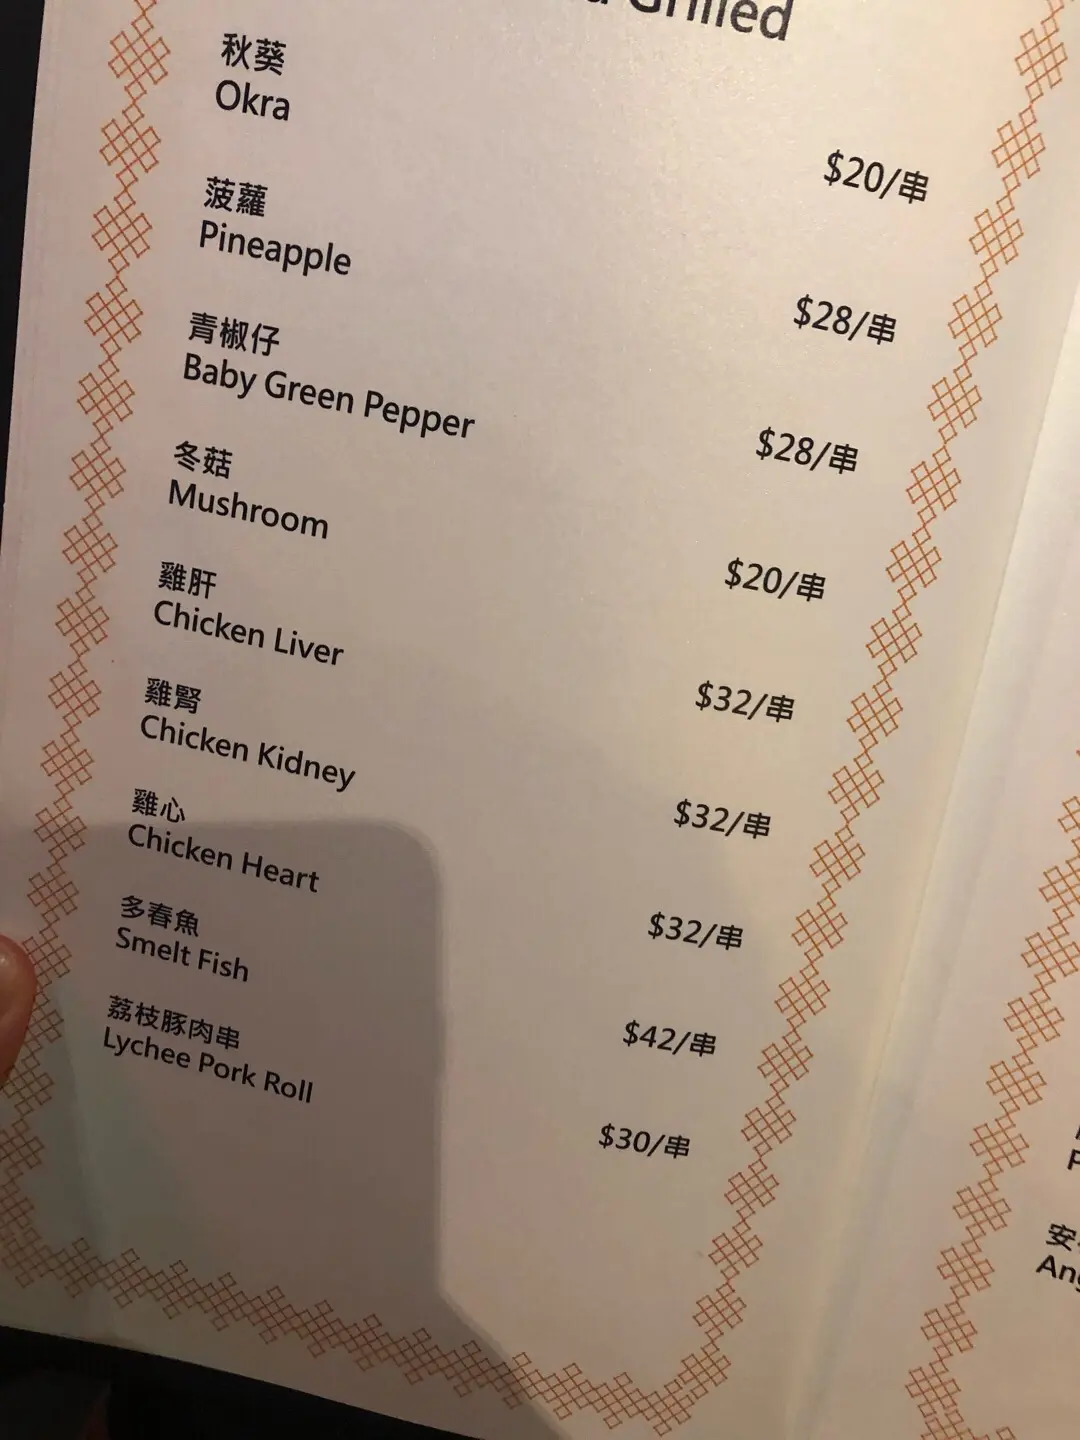 Grilled
秋葵
Okra
$20/串
菠蘿
Pineapple
$28/串
青椒仔
Baby Green Pepper
$28/串
冬菇
Mushroom
$20/串
雞肝
Chicken Liver
$32/串
雞腎
Chicken Kidney
$32/串
雞心
Chicken Heart
$32/串
多春魚
Smelt Fish
$42/串
荔枝豚肉串
Lychee Pork Roll
$30/串
安
Ang